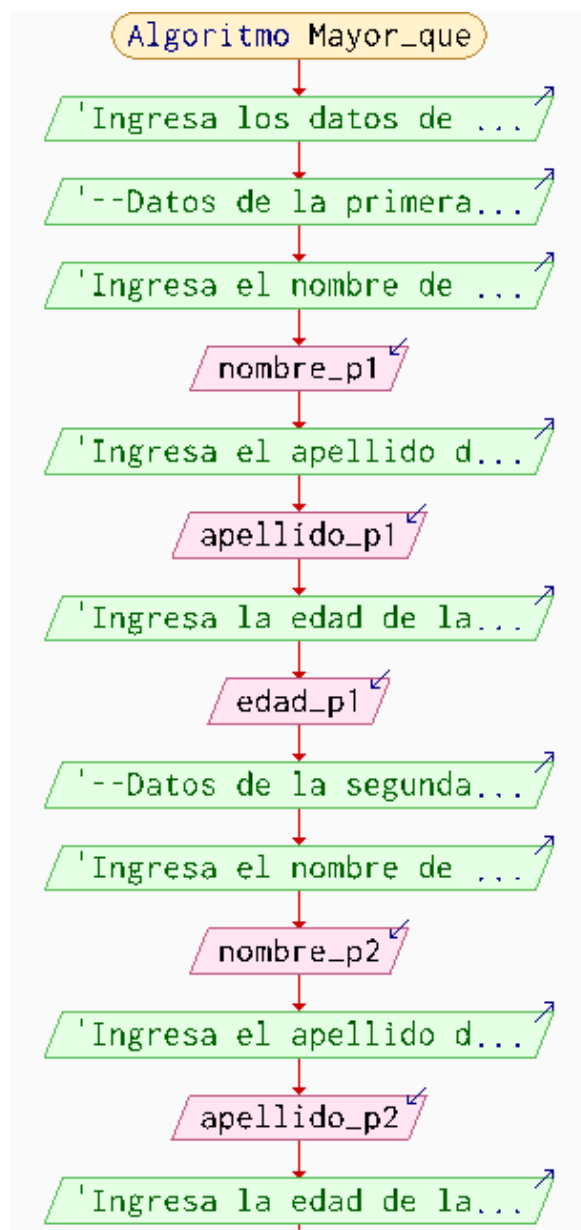 Algoritmo Mayor_que
'Ingresa los datos de ...
'--Datos de la primera...
'Ingresa el nombre de ...
nombre_p1
'Ingresa el apellido d...
apellido_p1
'Ingresa la edad de la...
edad_p1
'--Datos de la segunda...
'Ingresa el nombre de ...
nombre_p2
'Ingresa el apellido d...
apellido_p2
'Ingresa la edad de la...